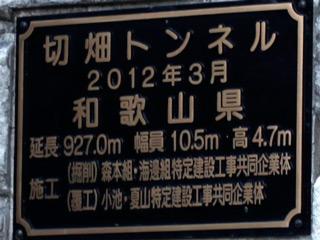 切畑トンネル
2012年3月
和歌山県
延長 927.0m 幅員 10.5m 高 4.7m
施工 (掘削) 森本組・海邊組特定建設工事共同企業体
(覆工) 小池・夏山特定建設工事共同企業体